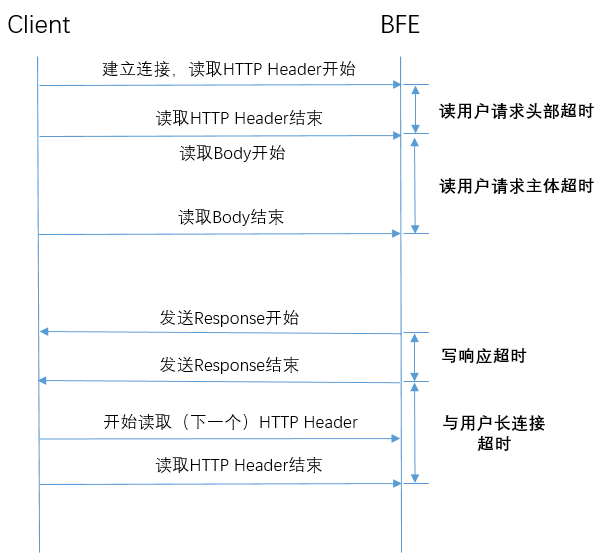 Client
BFE
建立连接，读取HTTP Header开始
读用户请求头部超时
读取HTTP Header结束
读取Body开始
读用户请求主体超时
读取Body结束
发送Response开始
写响应超时
发送Response结束
开始读取（下一个）HTTP Header
与用户长连接
超时
读取HTTP Header结束